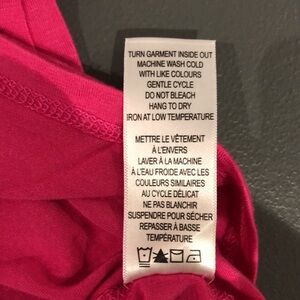 TURN GARMENT INSIDE OUT
MACHINE WASH COLD
WITH LIKE COLOURS
GENTLE CYCLE
DO NOT BLEACH
HANG TO DRY
IRON AT LOW TEMPERATURE
METTRE LE VÊTEMENT
À L'ENVERS
LAVER À LA MACHINE
À L'EAU FROIDE AVEC LES
COULEURS SIMILAIRES
AU CYCLE DÉLICAT
NE PAS BLANCHIR
SUSPENDRE POUR SÉCHER
REPASSER À BASSE
TEMPÉRATURE